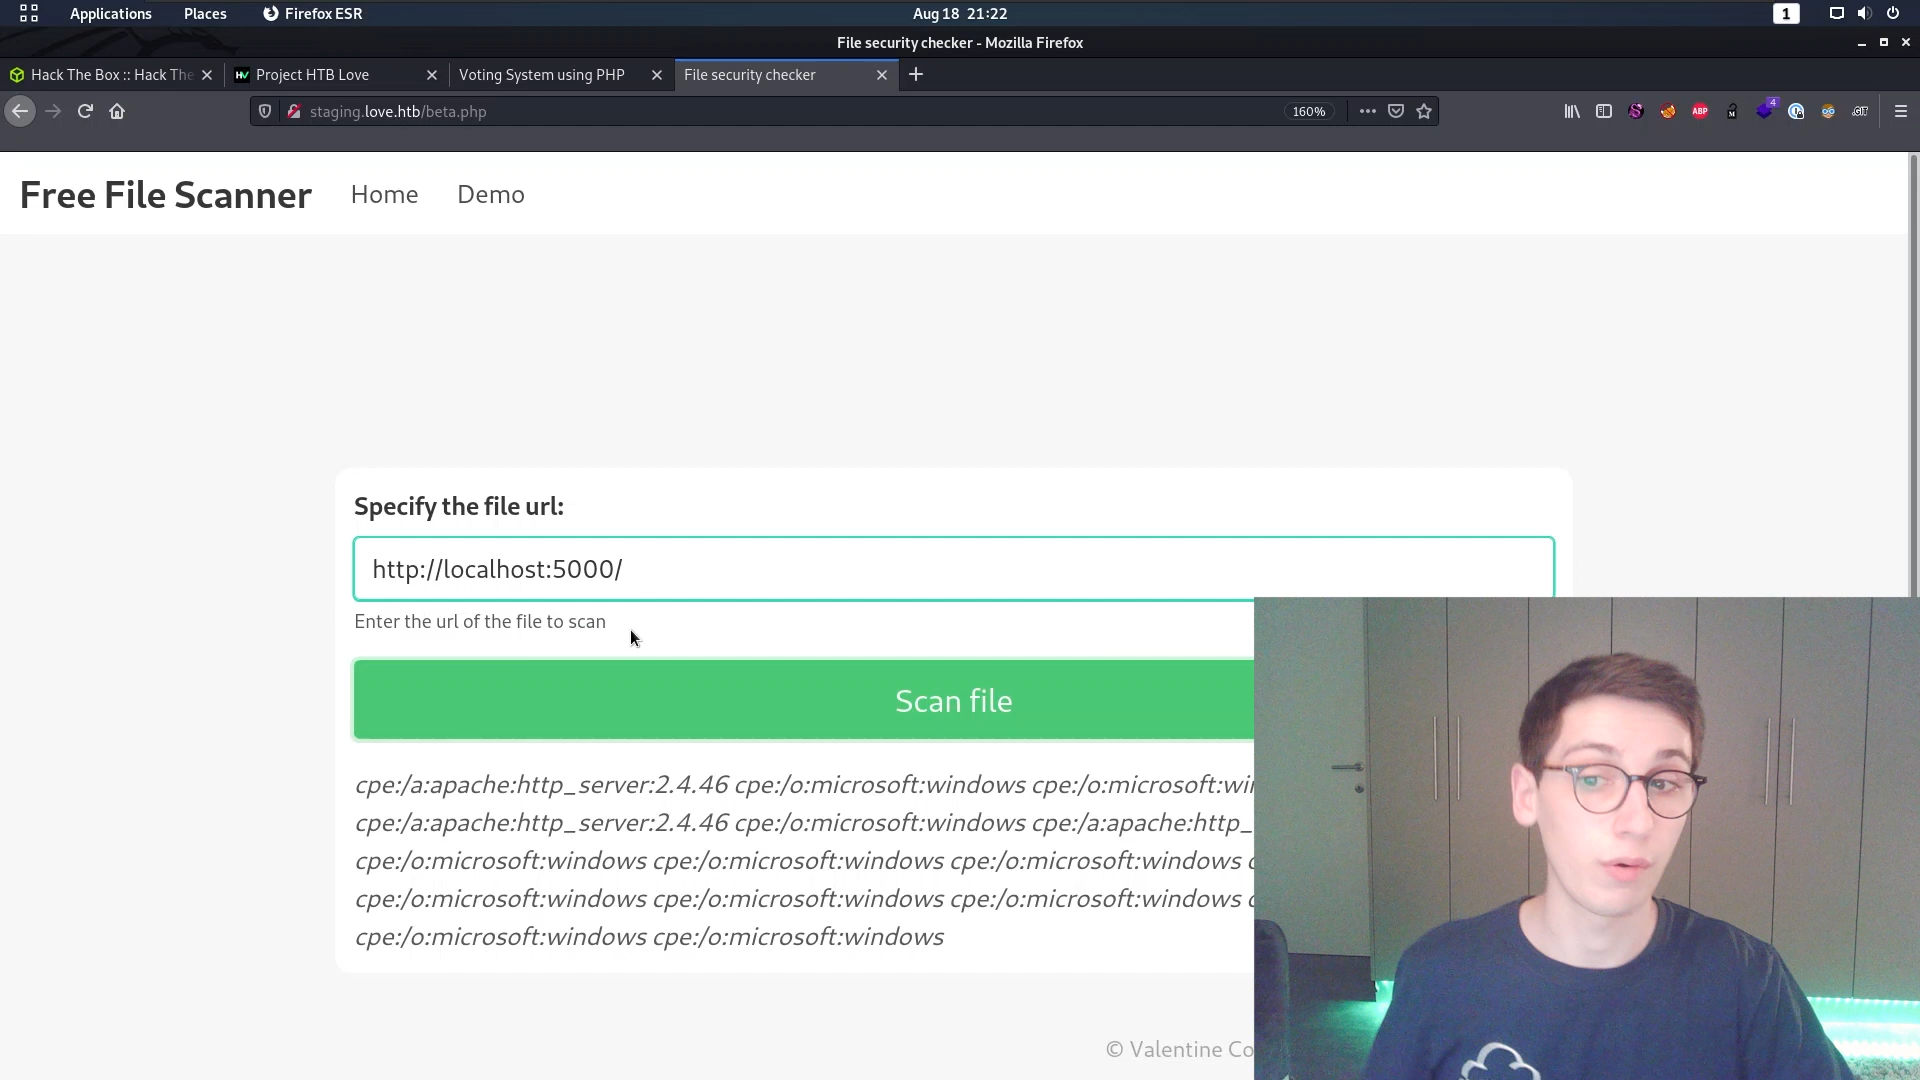 Applications Places Firefox ESR Aug 18 21:22 1
File security checker - Mozilla Firefox
Hack The Box :: Hack The Project HTB Love Voting System using PHP File security checker
staging.love.htb/beta.php 160% ABP M 4 .GIT
Free File Scanner Home Demo
Specify the file url:
http://localhost:5000/
Enter the url of the file to scan
Scan file
cpe:/a:apache:http_server:2.4.46 cpe:/o:microsoft:windows cpe:/o:microsoft:wi
cpe:/a:apache:http_server:2.4.46 cpe:/o:microsoft:windows cpe:/a:apache:http_
cpe:/o:microsoft:windows cpe:/o:microsoft:windows cpe:/o:microsoft:windows
cpe:/o:microsoft:windows cpe:/o:microsoft:windows cpe:/o:microsoft:windows
cpe:/o:microsoft:windows cpe:/o:microsoft:windows
© Valentine Co